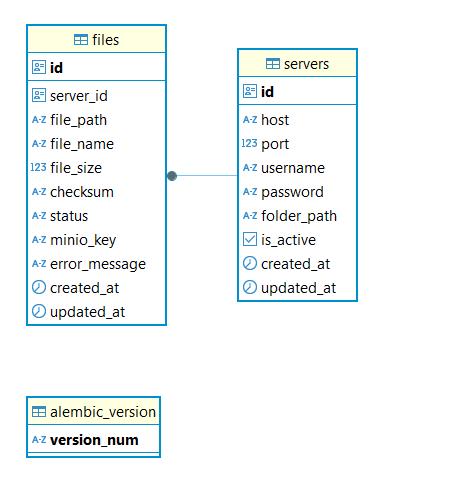 files
id
server_id
A-Z file_path
A-Z file_name
123 file_size
A-Z checksum
A-Z status
A-Z minio_key
A-Z error_message
created_at
updated_at
servers
id
A-Z host
123 port
A-Z username
A-Z password
A-Z folder_path
is_active
created_at
updated_at
alembic_version
A-Z version_num